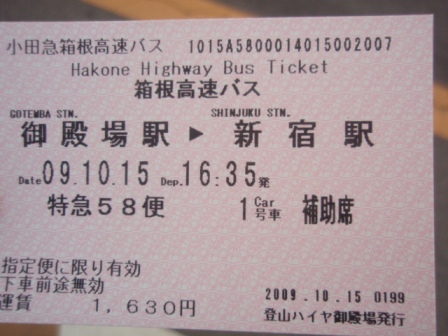 小田急箱根高速バス 1015A5800014015002007
Hakone Highway Bus Ticket
箱根高速バス
GOTEMBA STN. SHINJUKU STN.
御殿場駅 ▶ 新宿駅
Date 09.10.15 Dep. 16:35発
特急58便 1 Car 号車 補助席
指定便に限り有効
下車前途無効
運賃 1,630円
2009.10.15 0199
登山ハイヤ御殿場発行